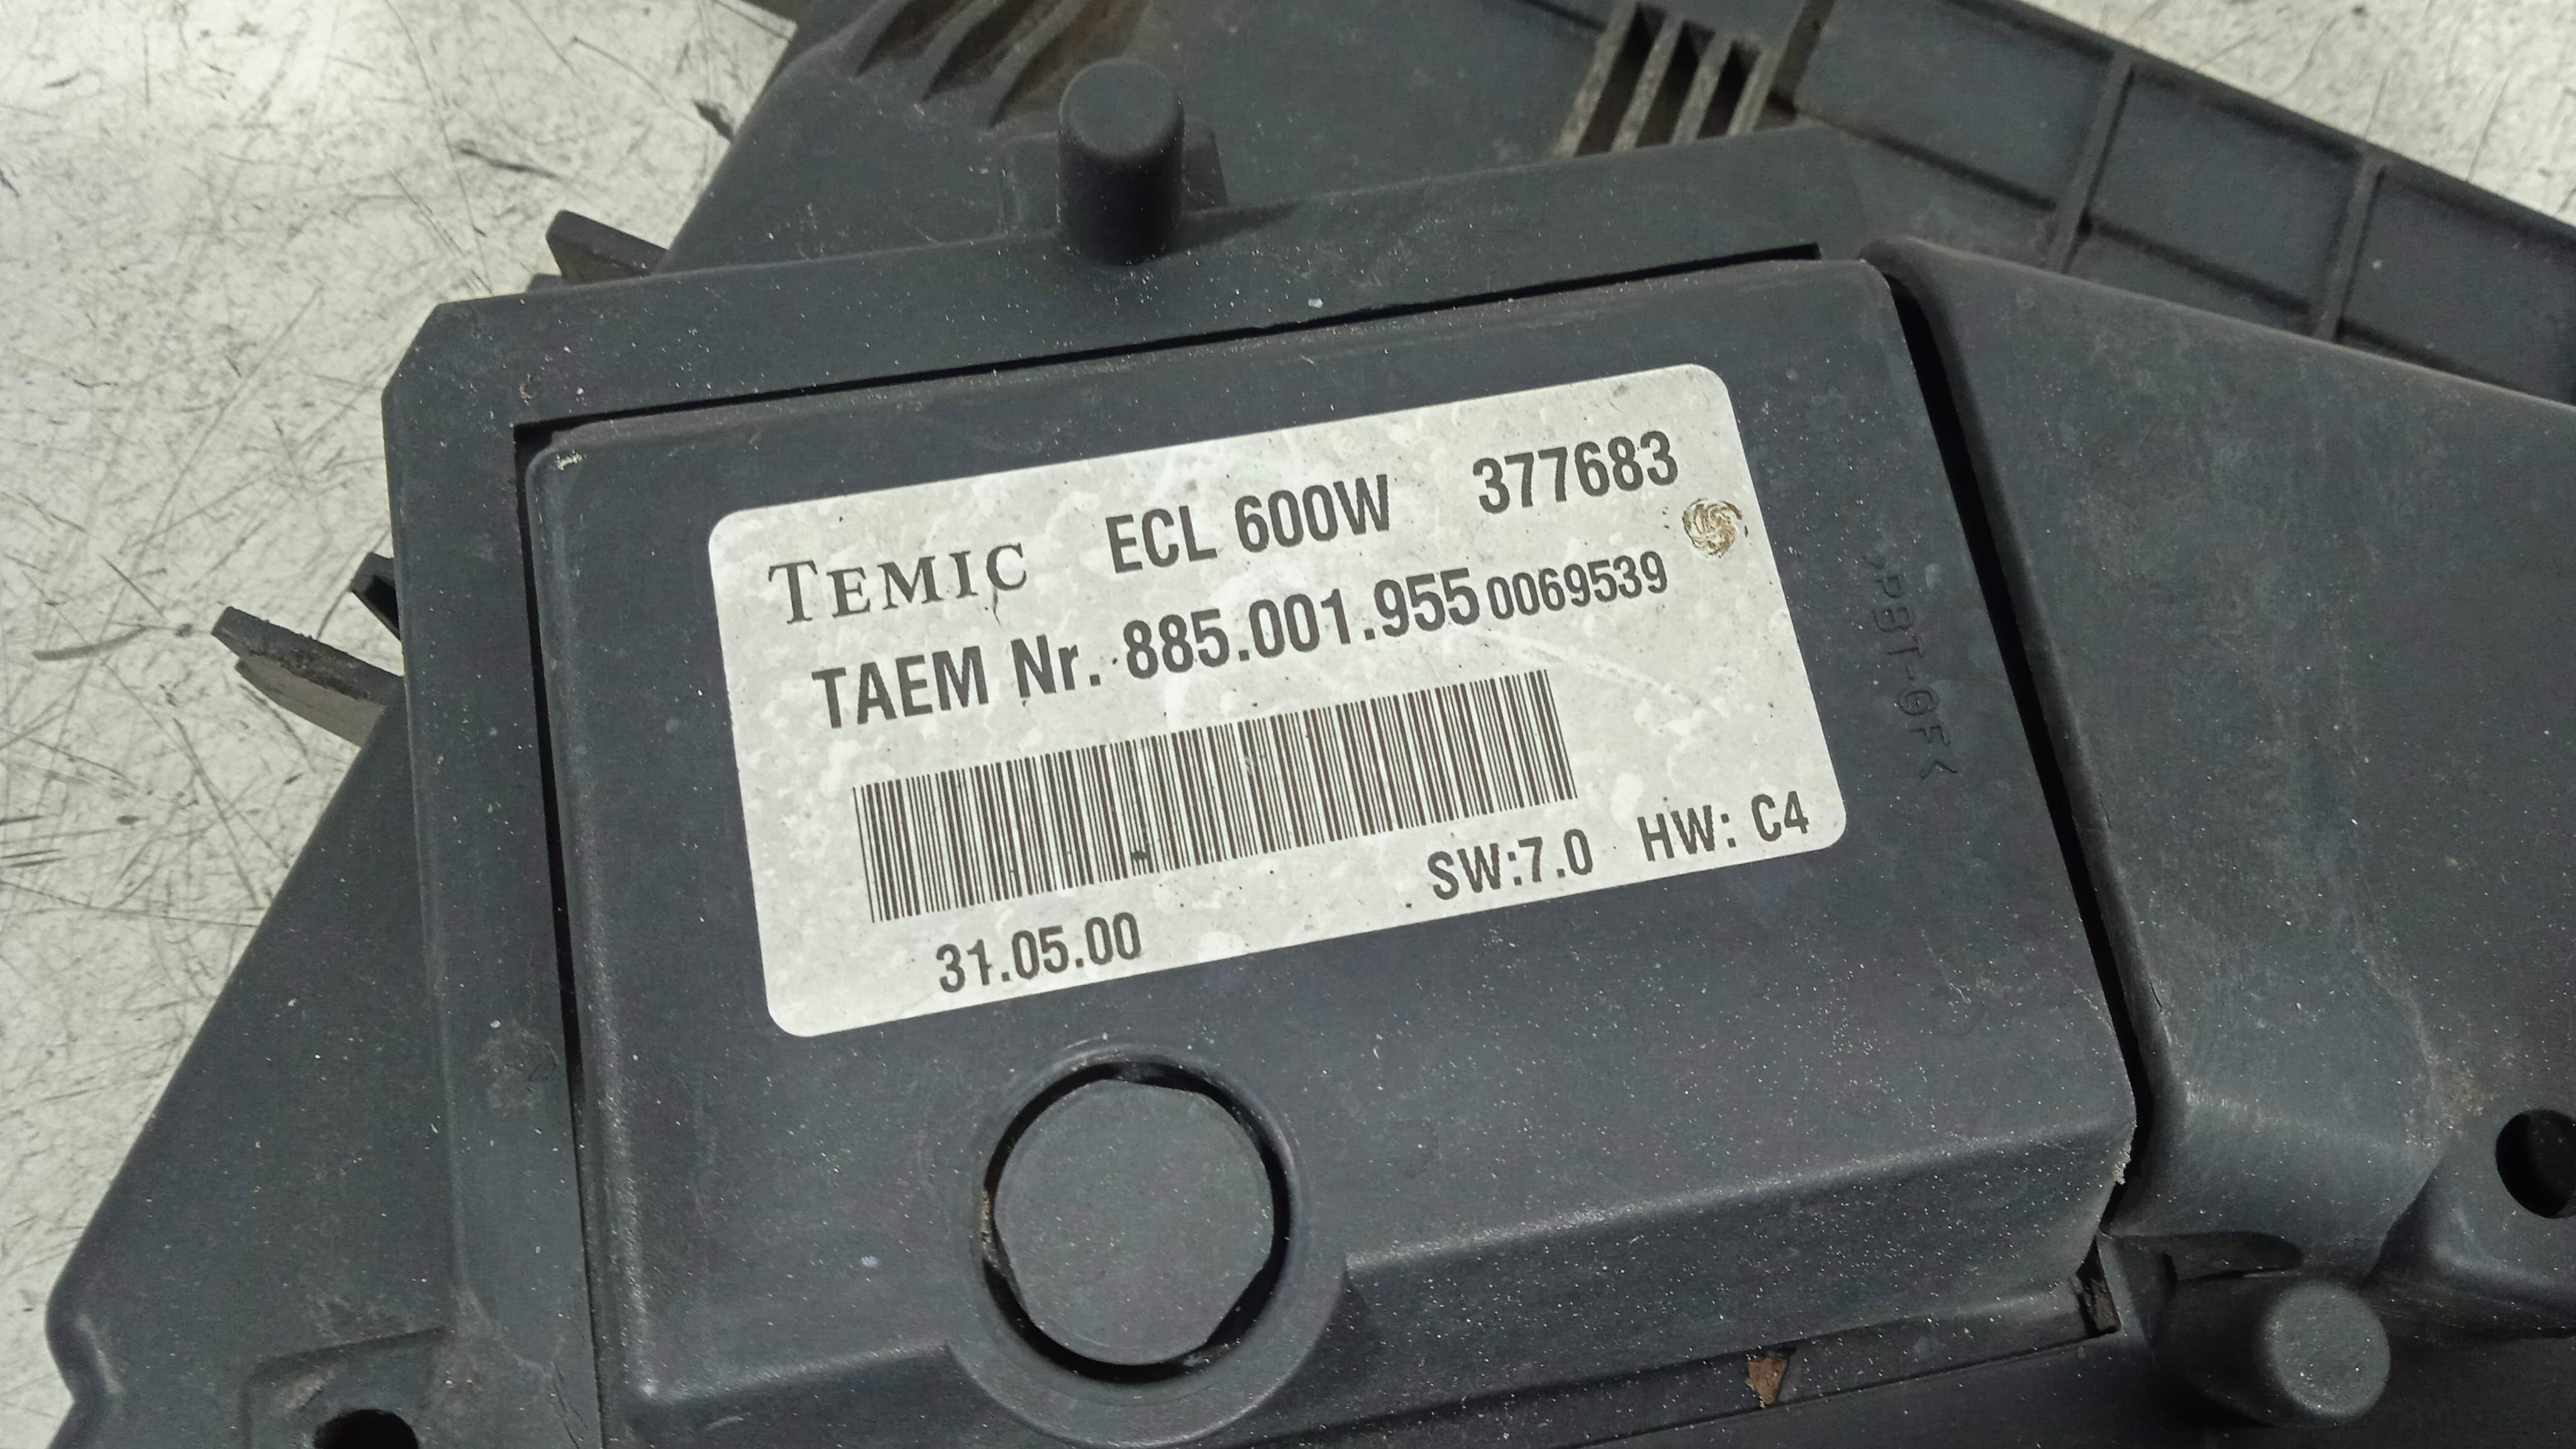 TEMIC ECL 600W 377683
TAEM Nr. 885.001.955 0069539
31.05.00 SW:7.0 HW: C4
>PBT-GF<